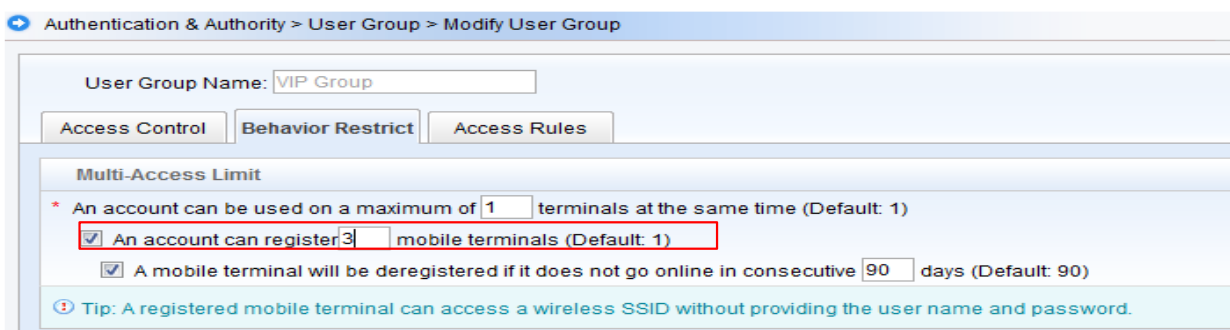 Authentication & Authority > User Group > Modify User Group
User Group Name: VIP Group
Access Control Behavior Restrict Access Rules
Multi-Access Limit
* An account can be used on a maximum of 1 terminals at the same time (Default: 1)
An account can register 3 mobile terminals (Default: 1)
A mobile terminal will be deregistered if it does not go online in consecutive 90 days (Default: 90)
Tip: A registered mobile terminal can access a wireless SSID without providing the user name and password.